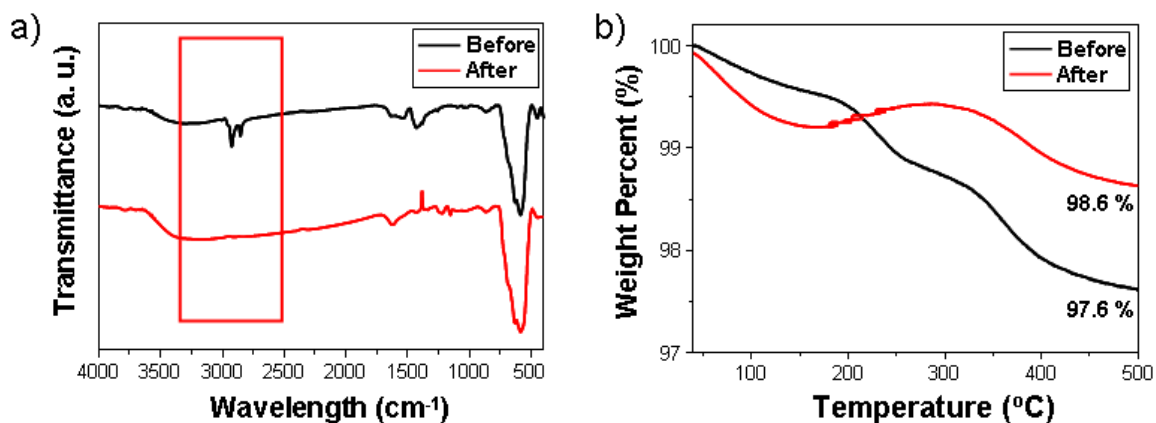 a)
Transmittance (a. u.)
Before
After
4000 3500 3000 2500 2000 1500 1000 500
Wavelength (cm⁻¹)
b)
Weight Percent (%)
100
99
98
97
Before
After
98.6 %
97.6 %
100 200 300 400 500
Temperature (ºC)